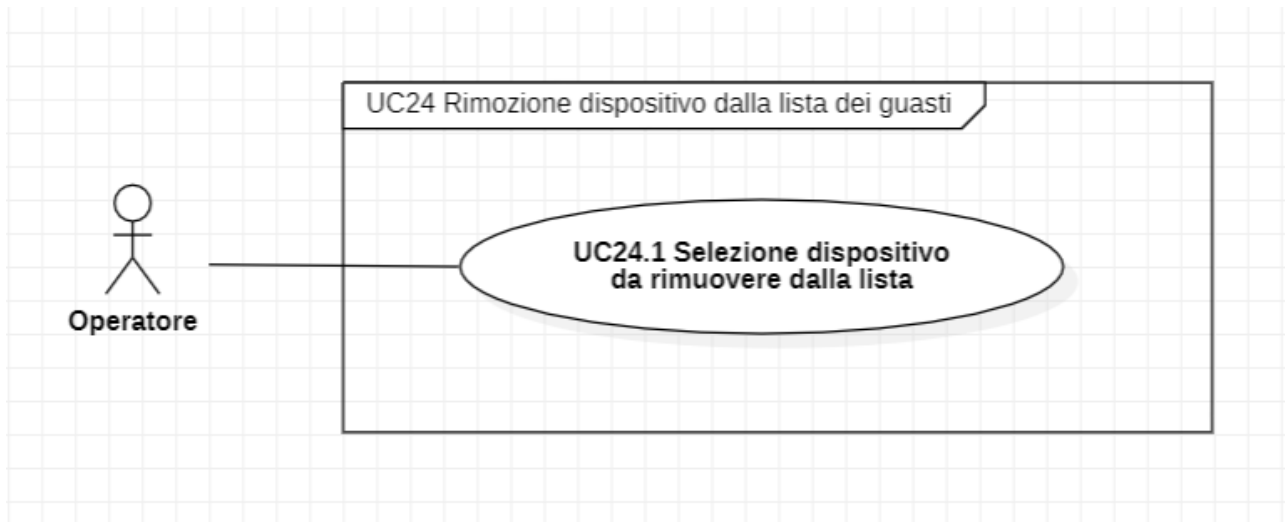 UC24 Rimozione dispositivo dalla lista dei guasti
UC24.1 Selezione dispositivo
da rimuovere dalla lista
Operatore